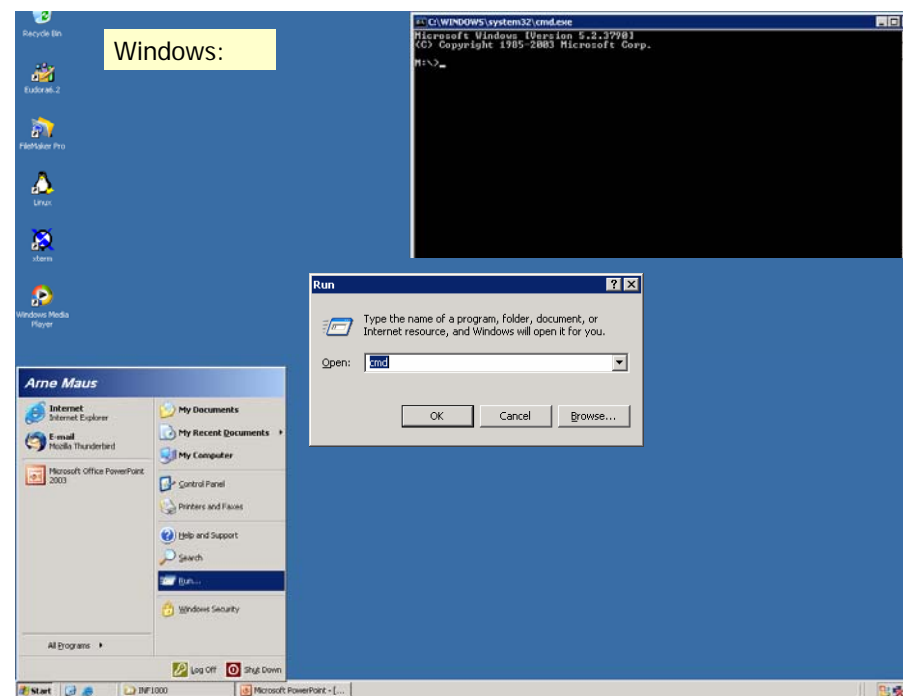 Recycle Bin
Windows:
Eudora6.2
FileMaker Pro
Linux
xterm
Windows Media
Player
C:\WINDOWS\system32\cmd.exe
Microsoft Windows [Version 5.2.3790]
(C) Copyright 1985-2003 Microsoft Corp.
M:\>_
Run
Type the name of a program, folder, document, or
Internet resource, and Windows will open it for you.
Open: cmd
OK Cancel Browse...
Arne Maus
Internet
Internet Explorer
E-mail
Mozilla Thunderbird
Microsoft Office PowerPoint
2003
My Documents
My Recent Documents
My Computer
Control Panel
Printers and Faxes
Help and Support
Search
Run...
Windows Security
All Programs
Log Off Shut Down
Start INF1000 Microsoft PowerPoint - [...